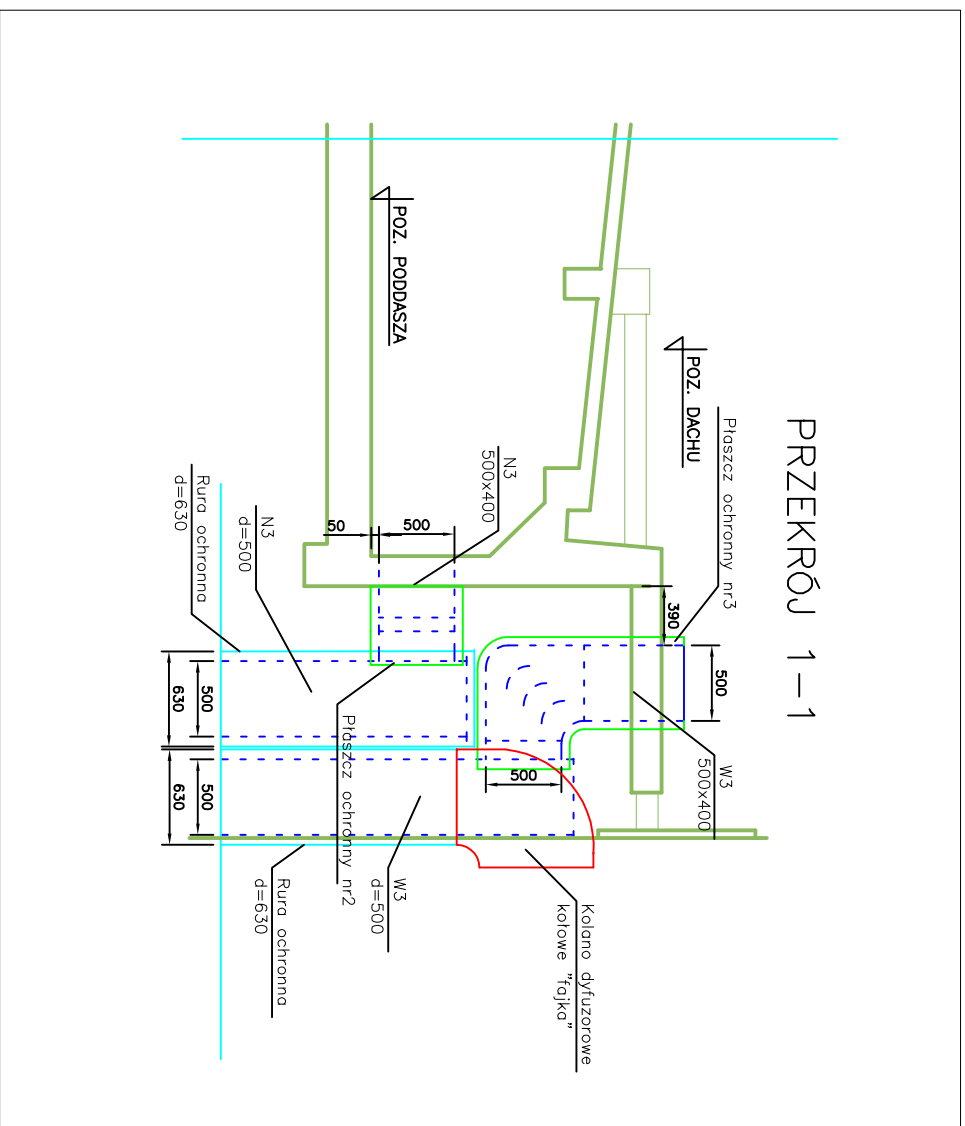 PRZEKRÓJ 1-1
POZ. DACHU
Płaszcz ochronny nr3
POZ. PODDASZA
N3
500x400
W3
500x400
390
500
500
50
500
Rura ochronna
d=630
N3
d=500
Płaszcz ochronny nr2
W3
d=500
Rura ochronna
d=630
Kolano dyfuzorowe
kołowe "fajka"
500
630
500
630